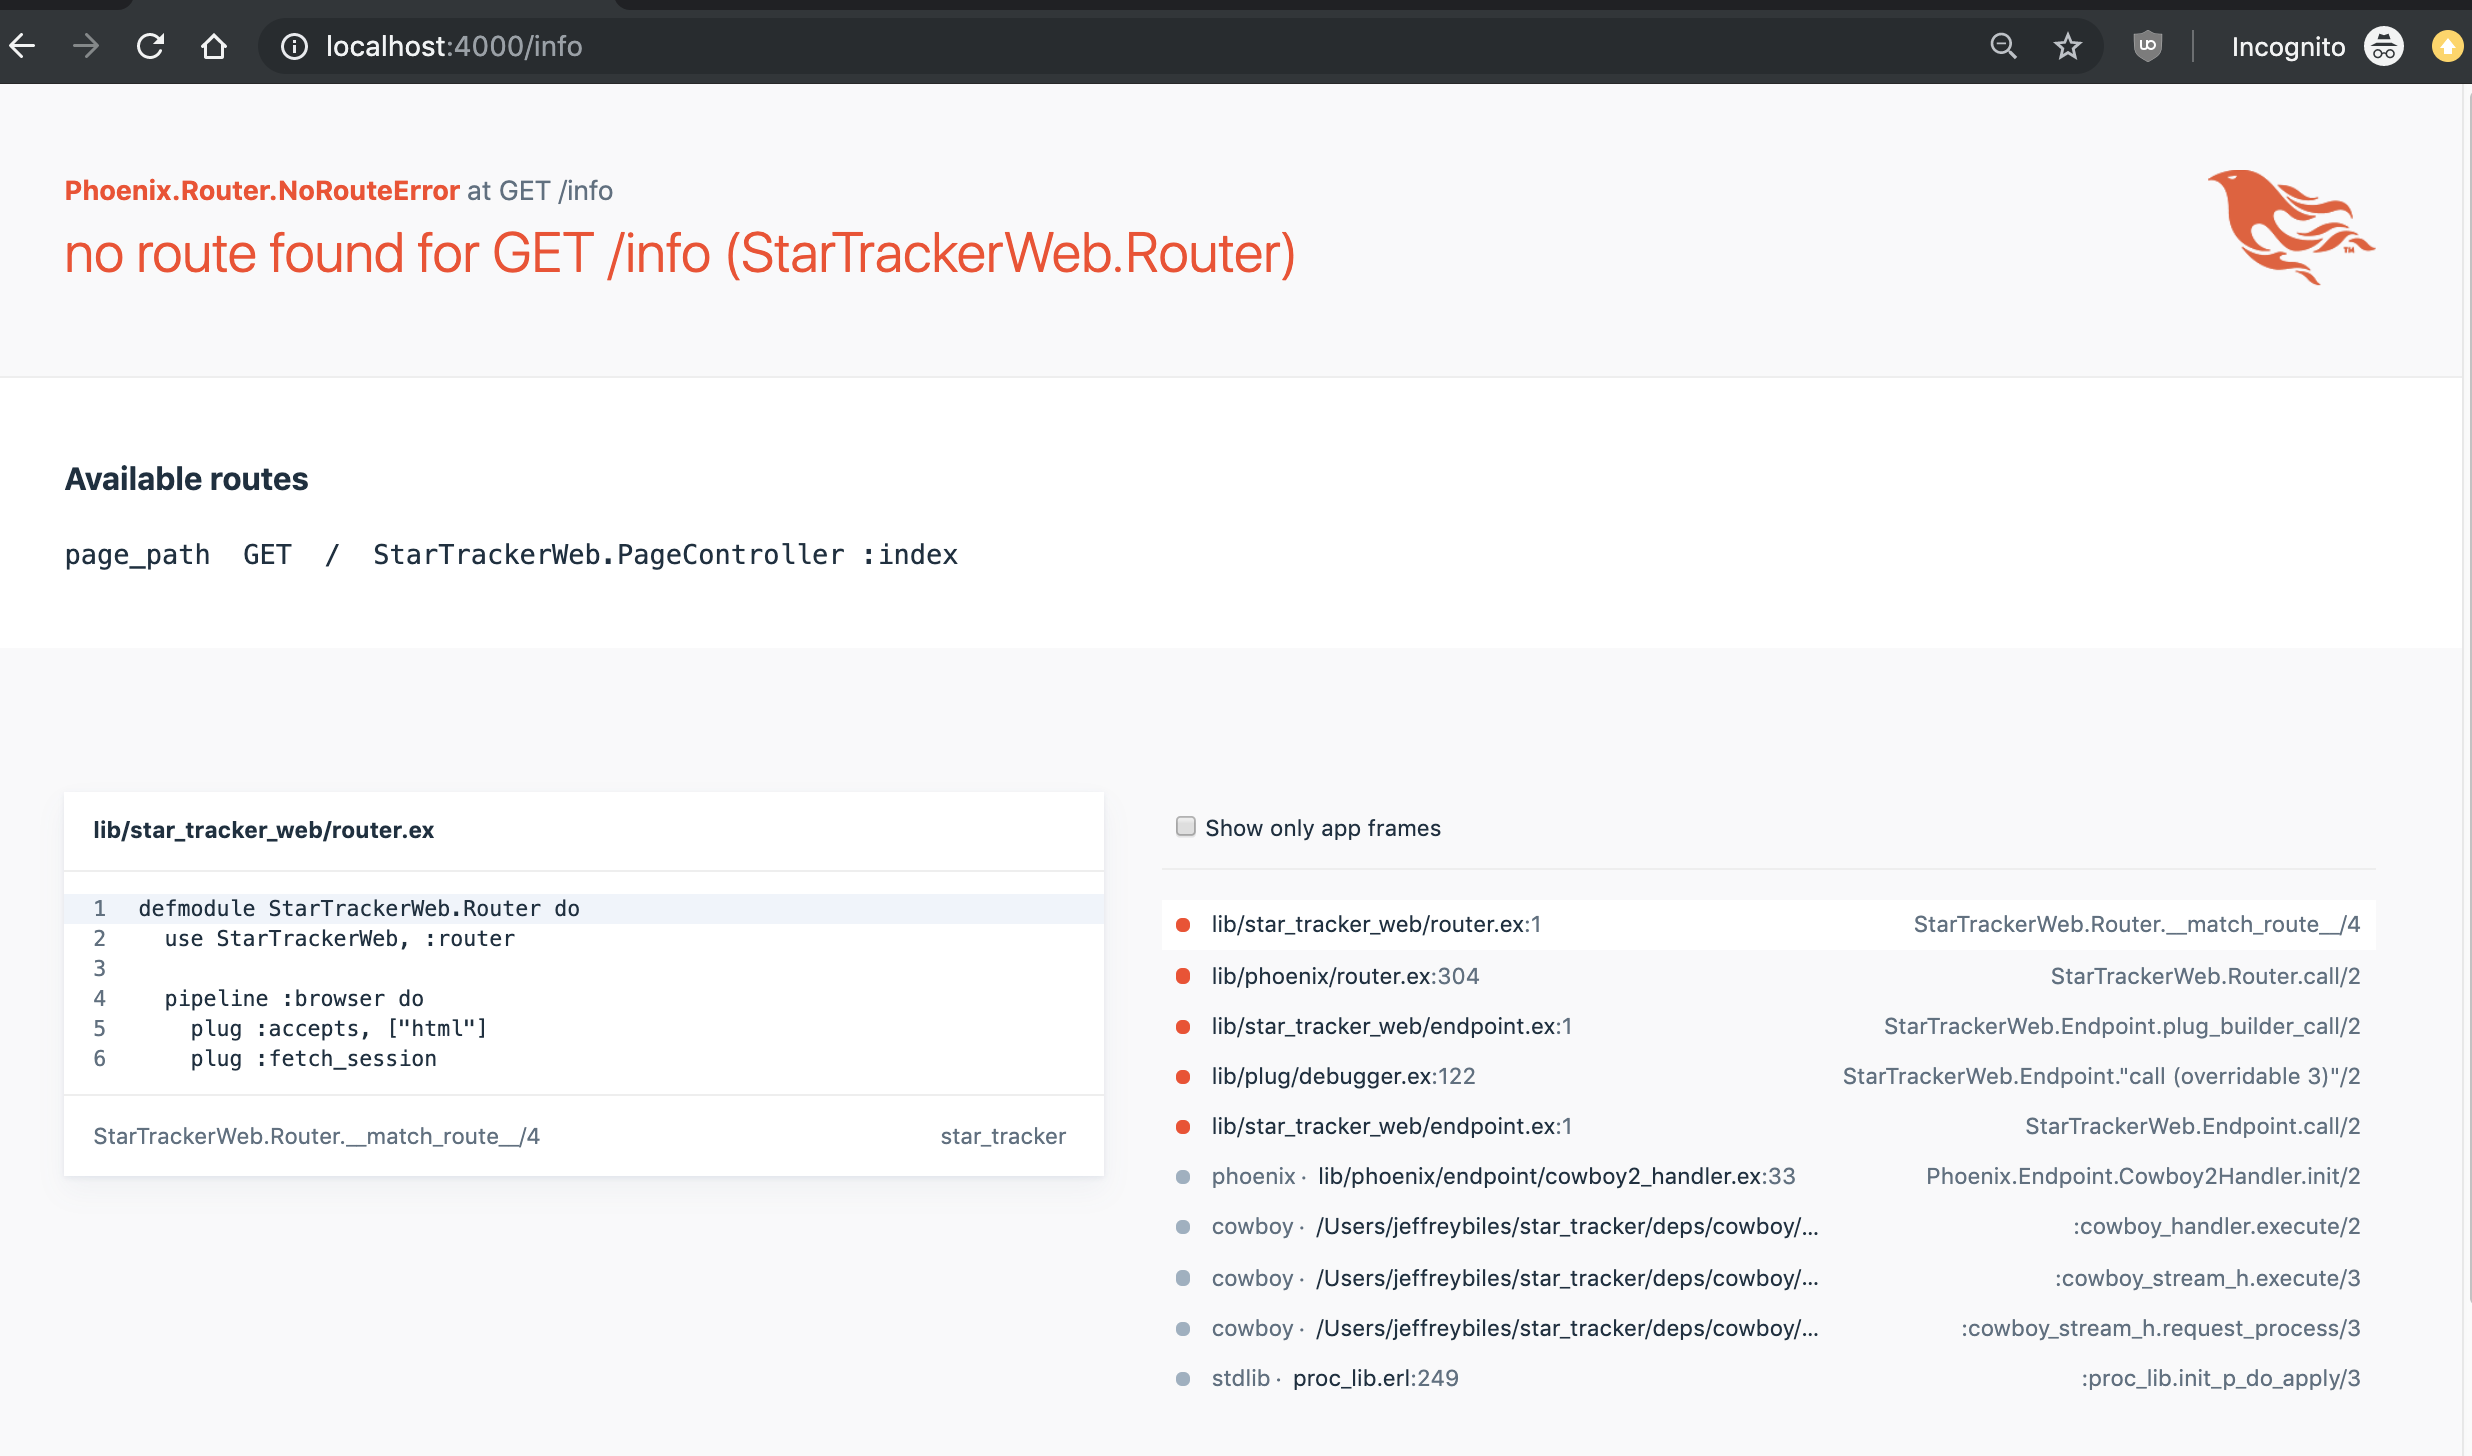 localhost:4000/info
Incognito
Phoenix.Router.NoRouteError at GET /info
no route found for GET /info (StarTrackerWeb.Router)
TM
Available routes
page_path  GET  /  StarTrackerWeb.PageController :index
lib/star_tracker_web/router.ex
1  defmodule StarTrackerWeb.Router do
2    use StarTrackerWeb, :router
3
4    pipeline :browser do
5      plug :accepts, ["html"]
6      plug :fetch_session
StarTrackerWeb.Router.__match_route__/4  star_tracker
Show only app frames
lib/star_tracker_web/router.ex:1  StarTrackerWeb.Router.__match_route__/4
lib/phoenix/router.ex:304  StarTrackerWeb.Router.call/2
lib/star_tracker_web/endpoint.ex:1  StarTrackerWeb.Endpoint.plug_builder_call/2
lib/plug/debugger.ex:122  StarTrackerWeb.Endpoint."call (overridable 3)"/2
lib/star_tracker_web/endpoint.ex:1  StarTrackerWeb.Endpoint.call/2
phoenix · lib/phoenix/endpoint/cowboy2_handler.ex:33  Phoenix.Endpoint.Cowboy2Handler.init/2
cowboy · /Users/jeffreybiles/star_tracker/deps/cowboy/...  :cowboy_handler.execute/2
cowboy · /Users/jeffreybiles/star_tracker/deps/cowboy/...  :cowboy_stream_h.execute/3
cowboy · /Users/jeffreybiles/star_tracker/deps/cowboy/...  :cowboy_stream_h.request_process/3
stdlib · proc_lib.erl:249  :proc_lib.init_p_do_apply/3